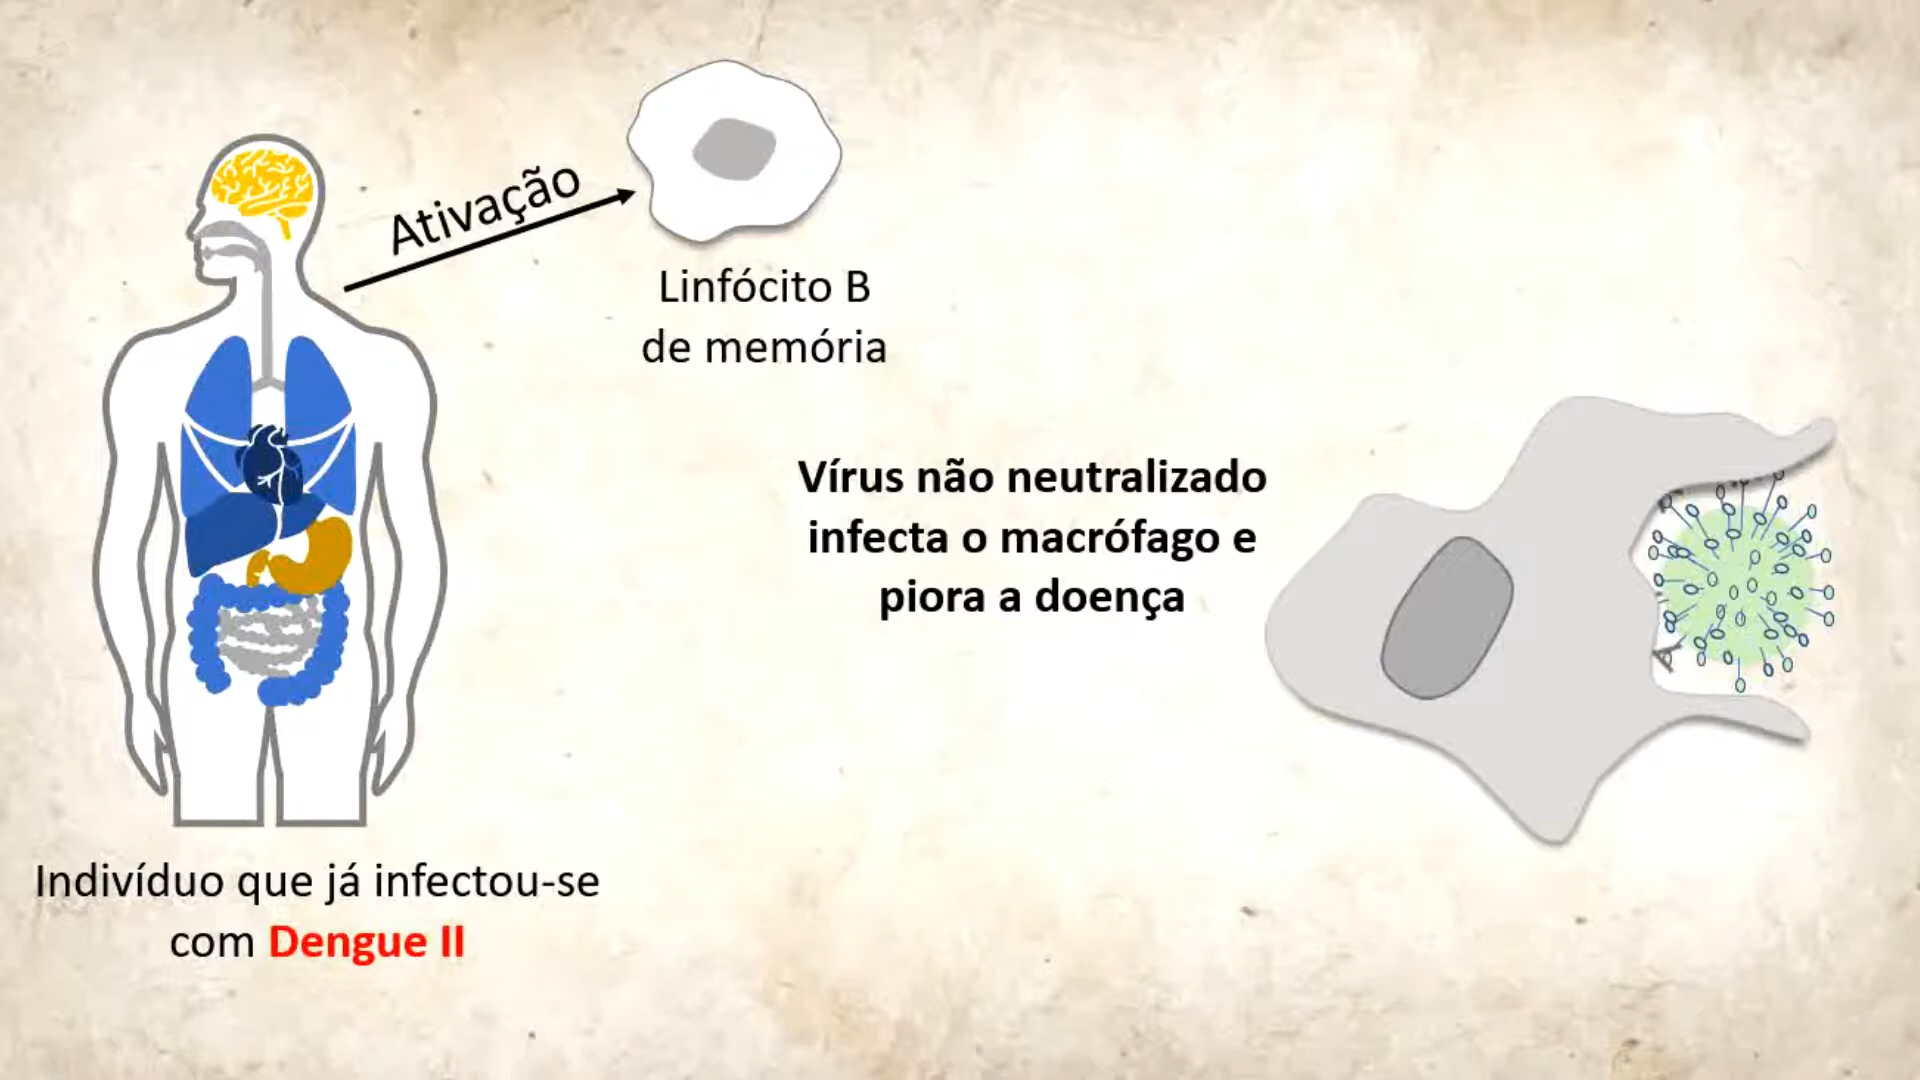 Ativação
Linfócito B
de memória
Vírus não neutralizado
infecta o macrófago e
piora a doença
Indivíduo que já infectou-se
com Dengue II